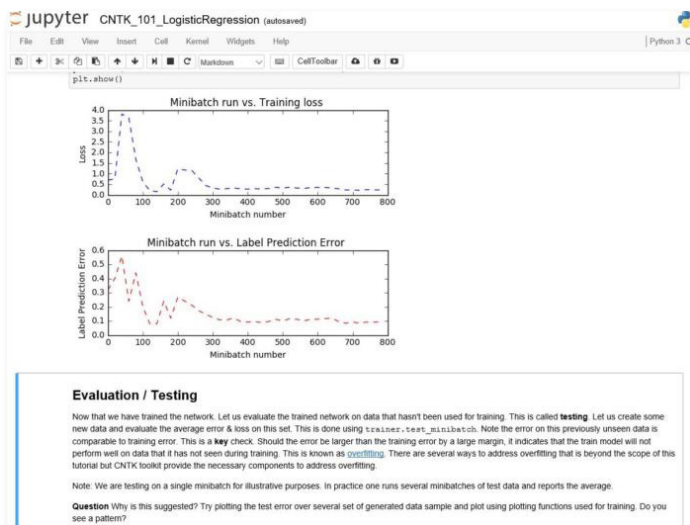 jupyter CNTK_101_LogisticRegression (autosaved)
File Edit View Insert Cell Kernel Widgets Help Python 3
Markdown CellToolbar
plt.show()
Minibatch run vs. Training loss
4.0
3.5
3.0
2.5
2.0
1.5
1.0
0.5
0.0
Loss
0 100 200 300 400 500 600 700 800
Minibatch number
Minibatch run vs. Label Prediction Error
0.6
0.5
0.4
0.3
0.2
0.1
0.0
Label Prediction Error
0 100 200 300 400 500 600 700 800
Minibatch number
Evaluation / Testing
Now that we have trained the network. Let us evaluate the trained network on data that hasn't been used for training. This is called testing. Let us create some
new data and evaluate the average error & loss on this set. This is done using trainer.test_minibatch. Note the error on this previously unseen data is
comparable to training error. This is a key check. Should the error be larger than the training error by a large margin, it indicates that the train model will not
perform well on data that it has not seen during training. This is known as overfitting. There are several ways to address overfitting that is beyond the scope of this
tutorial but CNTK toolkit provide the necessary components to address overfitting.
Note: We are testing on a single minibatch for illustrative purposes. In practice one runs several minibatches of test data and reports the average.
Question Why is this suggested? Try plotting the test error over several set of generated data sample and plot using plotting functions used for training. Do you
see a pattern?